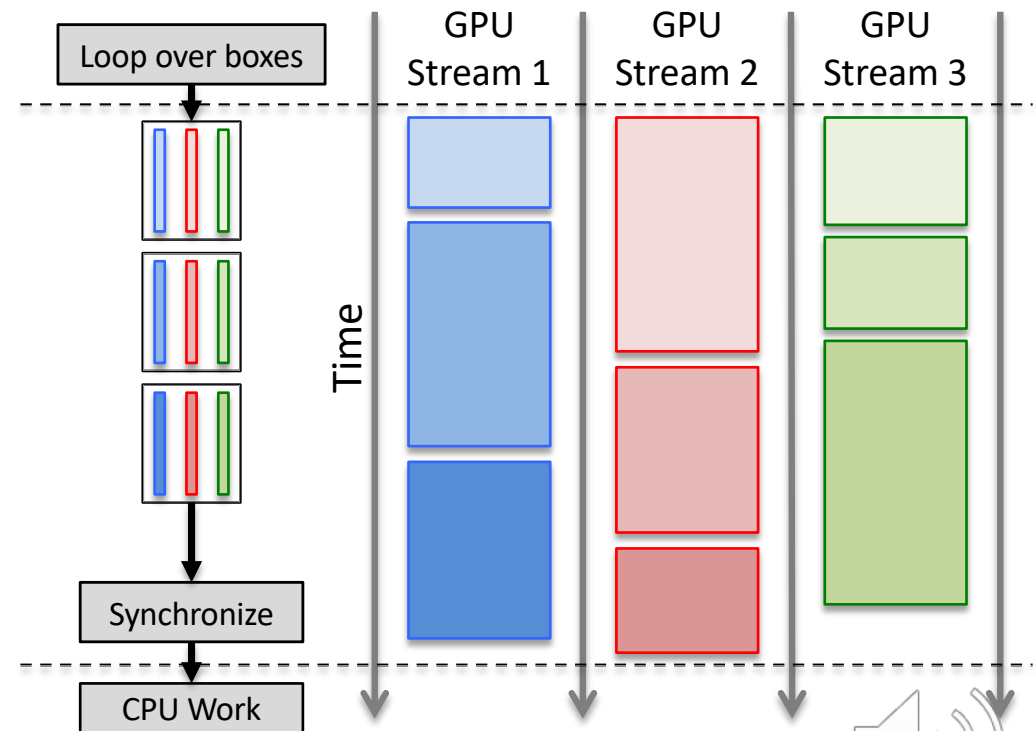 Loop over boxes
GPU
Stream 1
GPU
Stream 2
GPU
Stream 3
Time
Synchronize
CPU Work